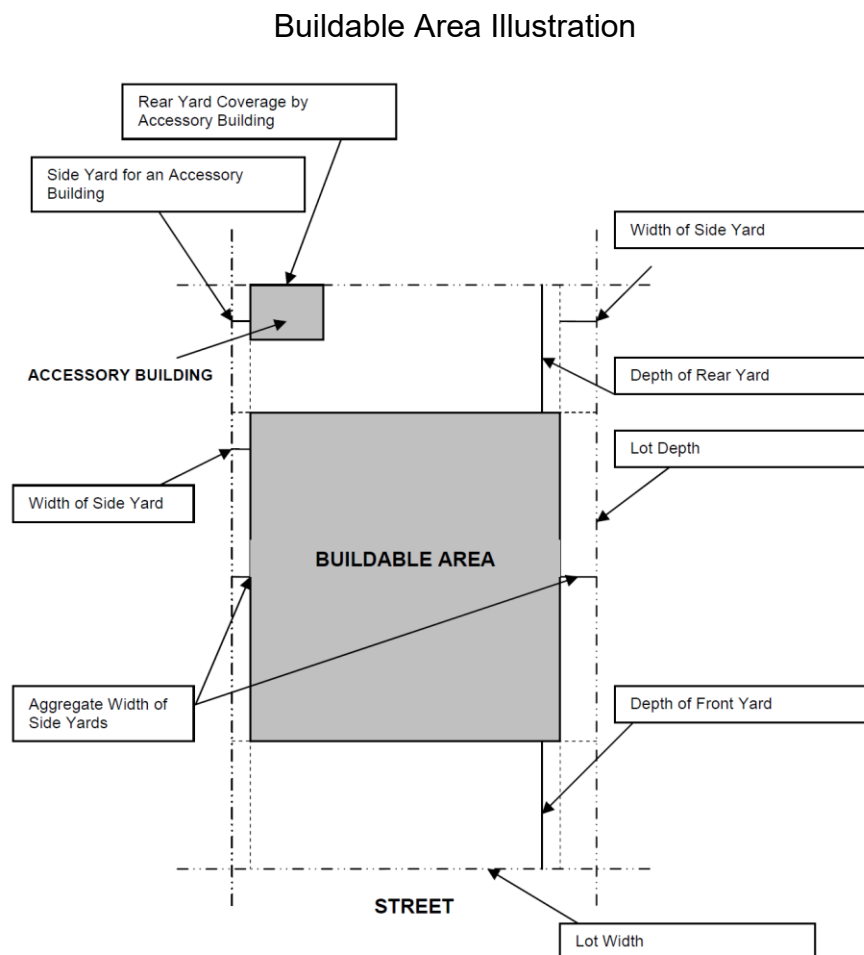 Buildable Area Illustration
Rear Yard Coverage by
Accessory Building
Side Yard for an Accessory
Building
Width of Side Yard
ACCESSORY BUILDING
Depth of Rear Yard
Lot Depth
Width of Side Yard
BUILDABLE AREA
Aggregate Width of
Side Yards
Depth of Front Yard
STREET
Lot Width